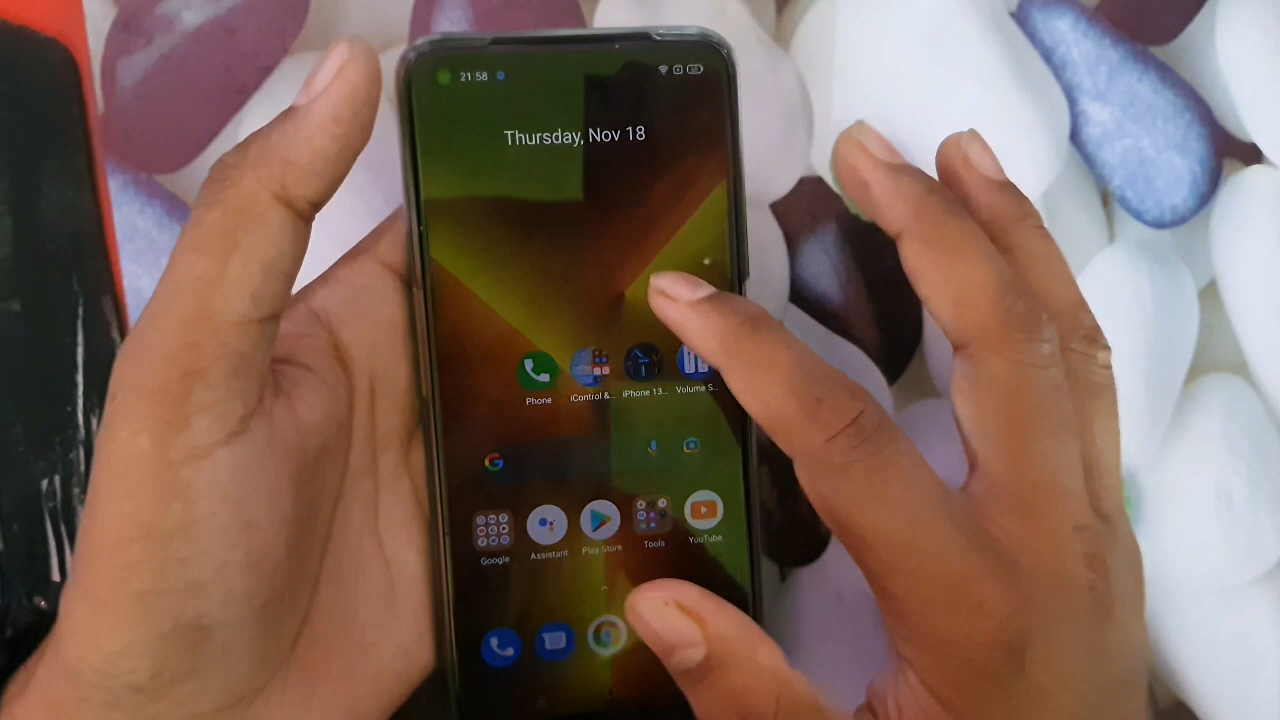 21:58
Thursday, Nov 18
Phone
iControl &...
iPhone 13...
Volume S...
Google
Assistant
Play Store
Tools
YouTube